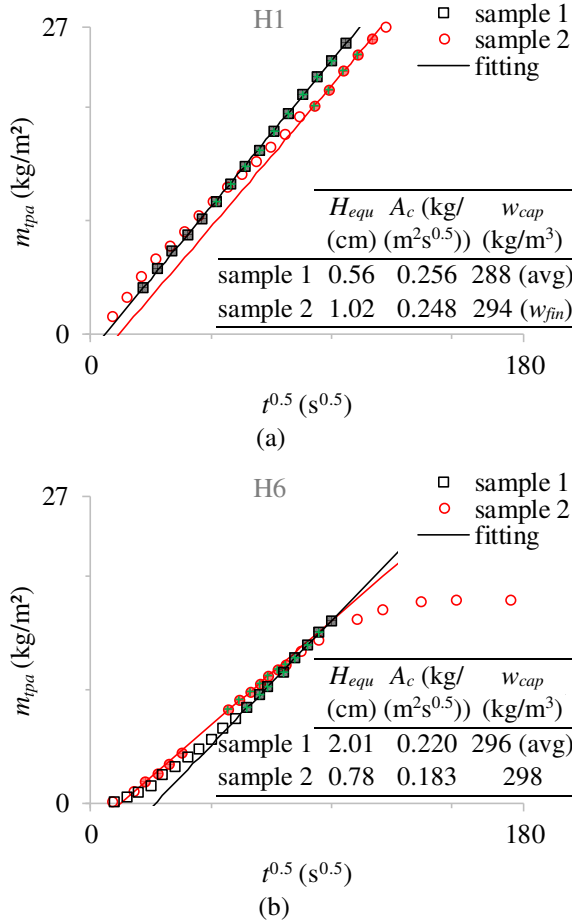 H1
27
sample 1
sample 2
fitting
m_tpa (kg/m²)
H_equ A_c (kg/ w_cap
(cm) (m²s^0.5)) (kg/m³)
sample 1 0.56 0.256 288 (avg)
sample 2 1.02 0.248 294 (w_fin)
0
0 180
t^0.5 (s^0.5)
(a)
H6
27
sample 1
sample 2
fitting
m_tpa (kg/m²)
H_equ A_c (kg/ w_cap
(cm) (m²s^0.5)) (kg/m³)
sample 1 2.01 0.220 296 (avg)
sample 2 0.78 0.183 298
0
0 180
t^0.5 (s^0.5)
(b)